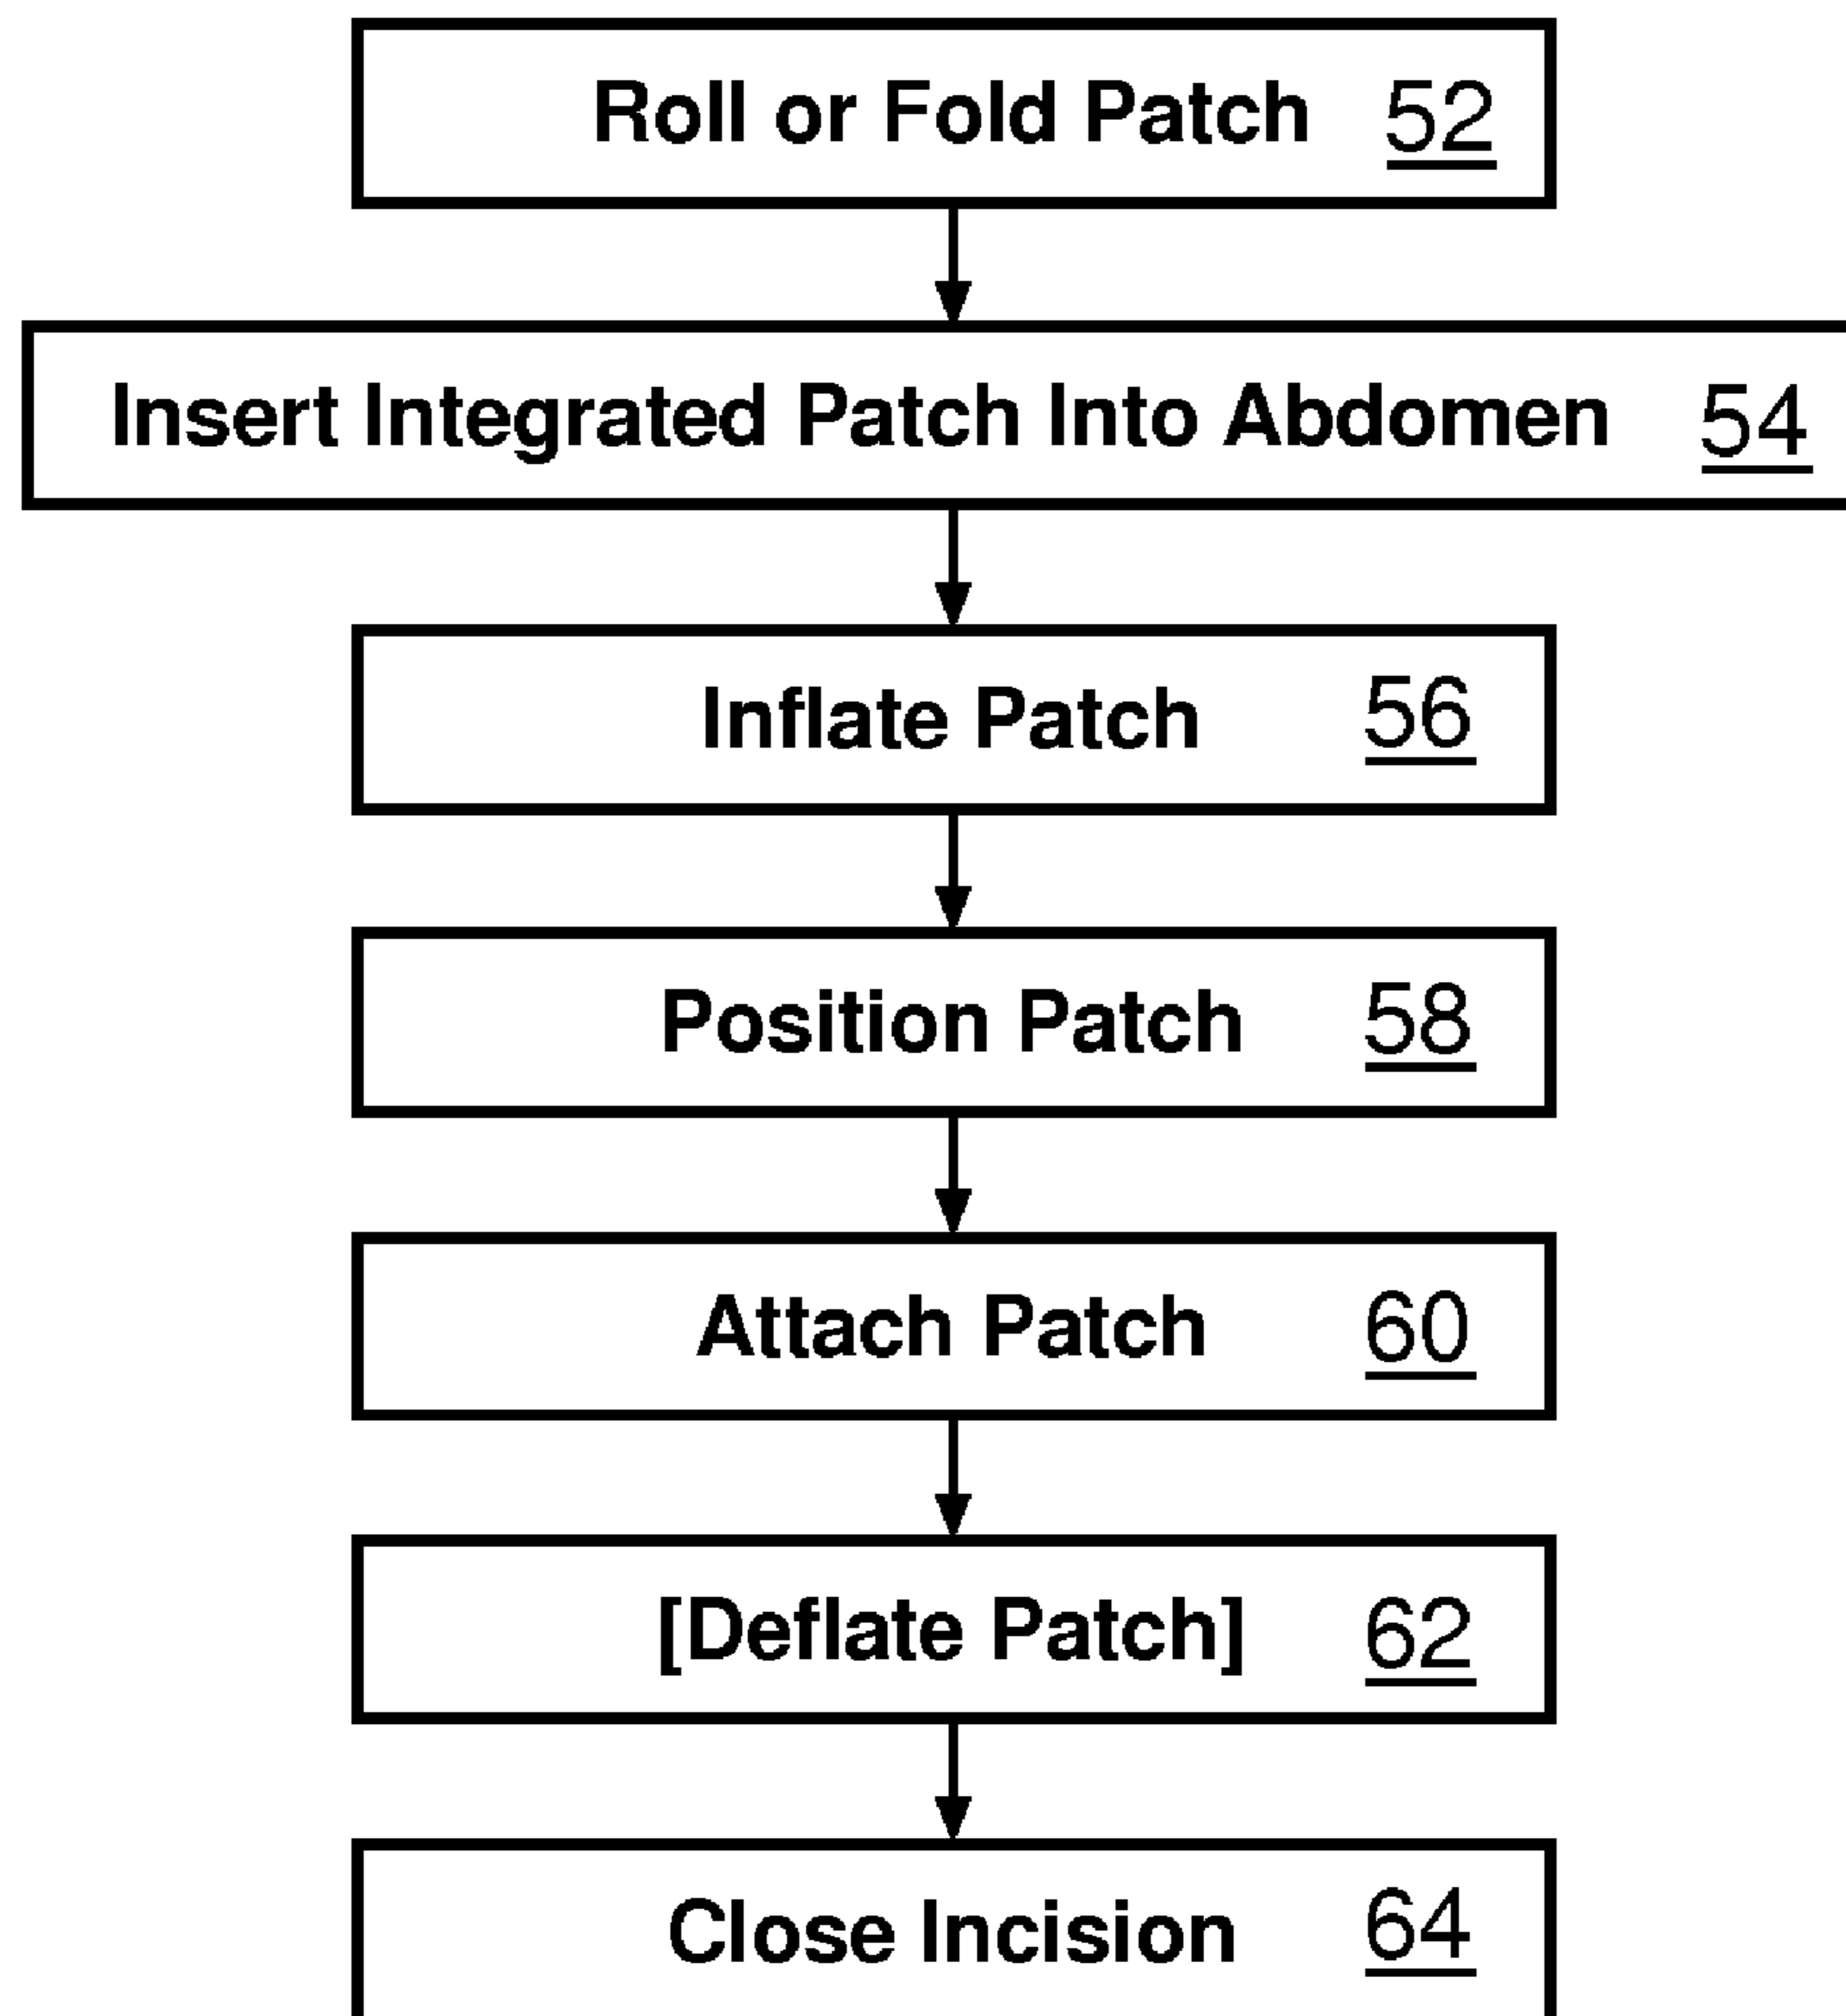 Roll or Fold Patch 52
Insert Integrated Patch Into Abdomen 54
Inflate Patch 56
Position Patch 58
Attach Patch 60
[Deflate Patch] 62
Close Incision 64